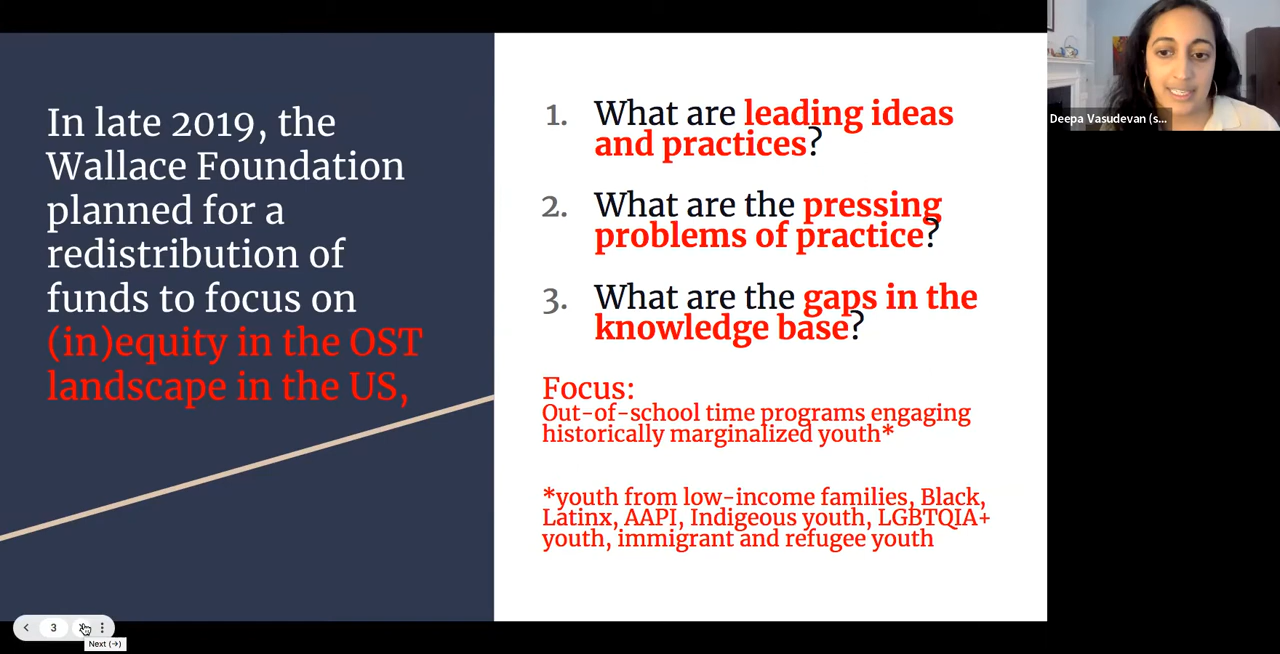 In late 2019, the
Wallace Foundation
planned for a
redistribution of
funds to focus on
(in)equity in the OST
landscape in the US,
1. What are leading ideas
and practices?
2. What are the pressing
problems of practice?
3. What are the gaps in the
knowledge base?
Focus:
Out-of-school time programs engaging
historically marginalized youth*
*youth from low-income families, Black,
Latinx, AAPI, Indigeous youth, LGBTQIA+
youth, immigrant and refugee youth
Deepa Vasudevan (s...
3
Next (→)